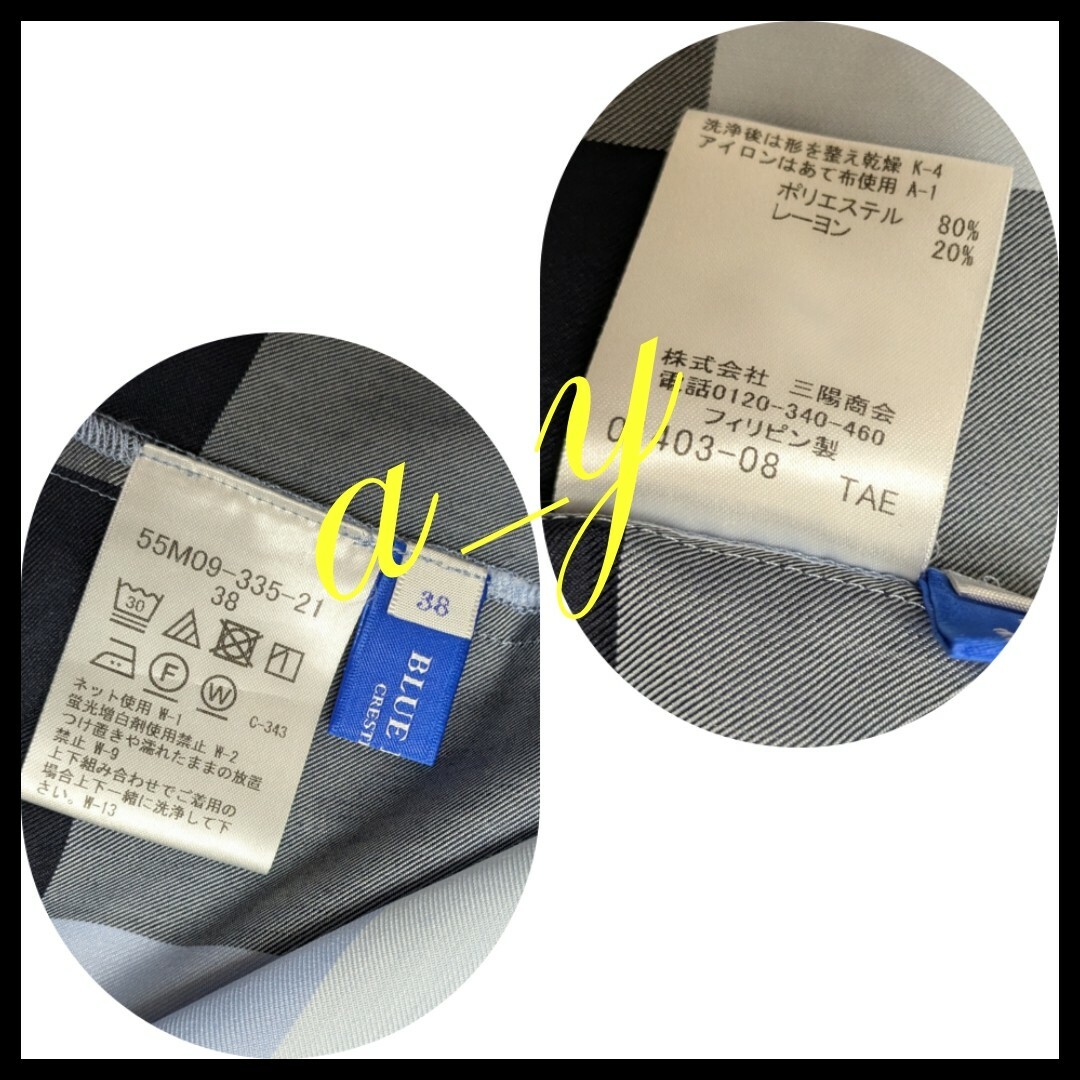 洗浄後は形を整え乾燥 K-4
アイロンはあて布使用 A-1
ポリエステル 80%
レーヨン 20%
株式会社 三陽商会
電話0120-340-460
フィリピン製
403-08 TAE
a-y
55M09-335-21
38
30
F W
C-343
ネット使用 W-1
蛍光増白剤使用禁止 W-2
つけ置きや濡れたままの放置
禁止 W-9
上下組み合わせでご着用の
場合上下一緒に洗浄して下
さい。W-13
38
BLUE
CREST